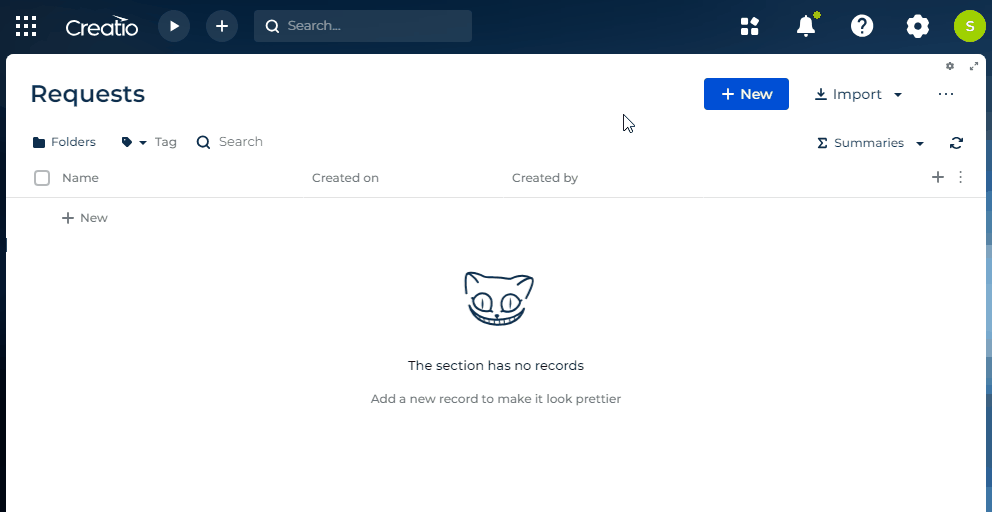 Creatio Search... S
Requests
New Import ...
Folders Tag Search Summaries
Name Created on Created by
New
The section has no records
Add a new record to make it look prettier